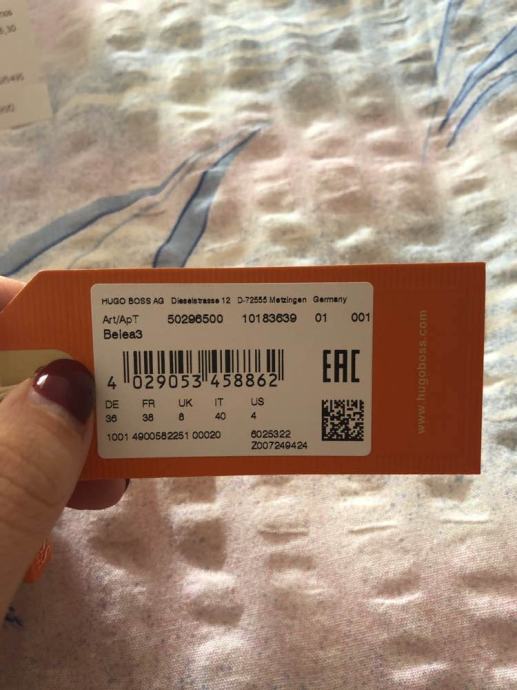 HUGO BOSS AG Dieselstrasse 12 D-72555 Metzingen Germany
Art/ApT 50296500 10183639 01 001
Belea3
4 029053 458862
EAC
DE FR UK IT US
36 38 8 40 4
1001 4900582251 00020 6025322
Z007249424
www.hugoboss.com